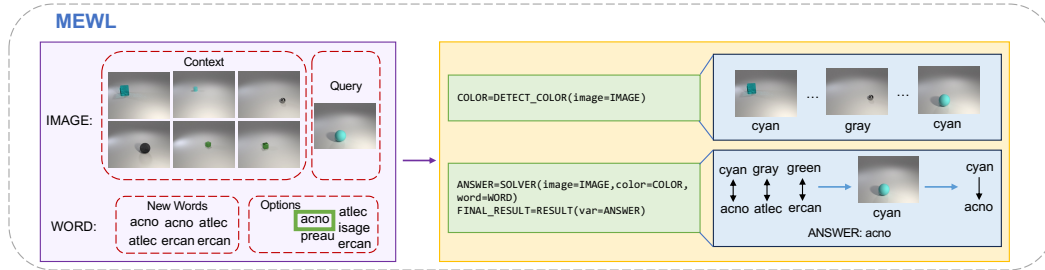 MEWL
Context
Query
IMAGE:
WORD:
New Words
acno acno atlec
atlec ercan ercan
Options
acno
preau
atlec
isage
ercan
COLOR=DETECT_COLOR(image=IMAGE)
... ...
cyan gray cyan
ANSWER=SOLVER(image=IMAGE,color=COLOR,
word=WORD)
FINAL_RESULT=RESULT(var=ANSWER)
cyan gray green
acno atlec ercan
cyan
cyan
acno
ANSWER: acno